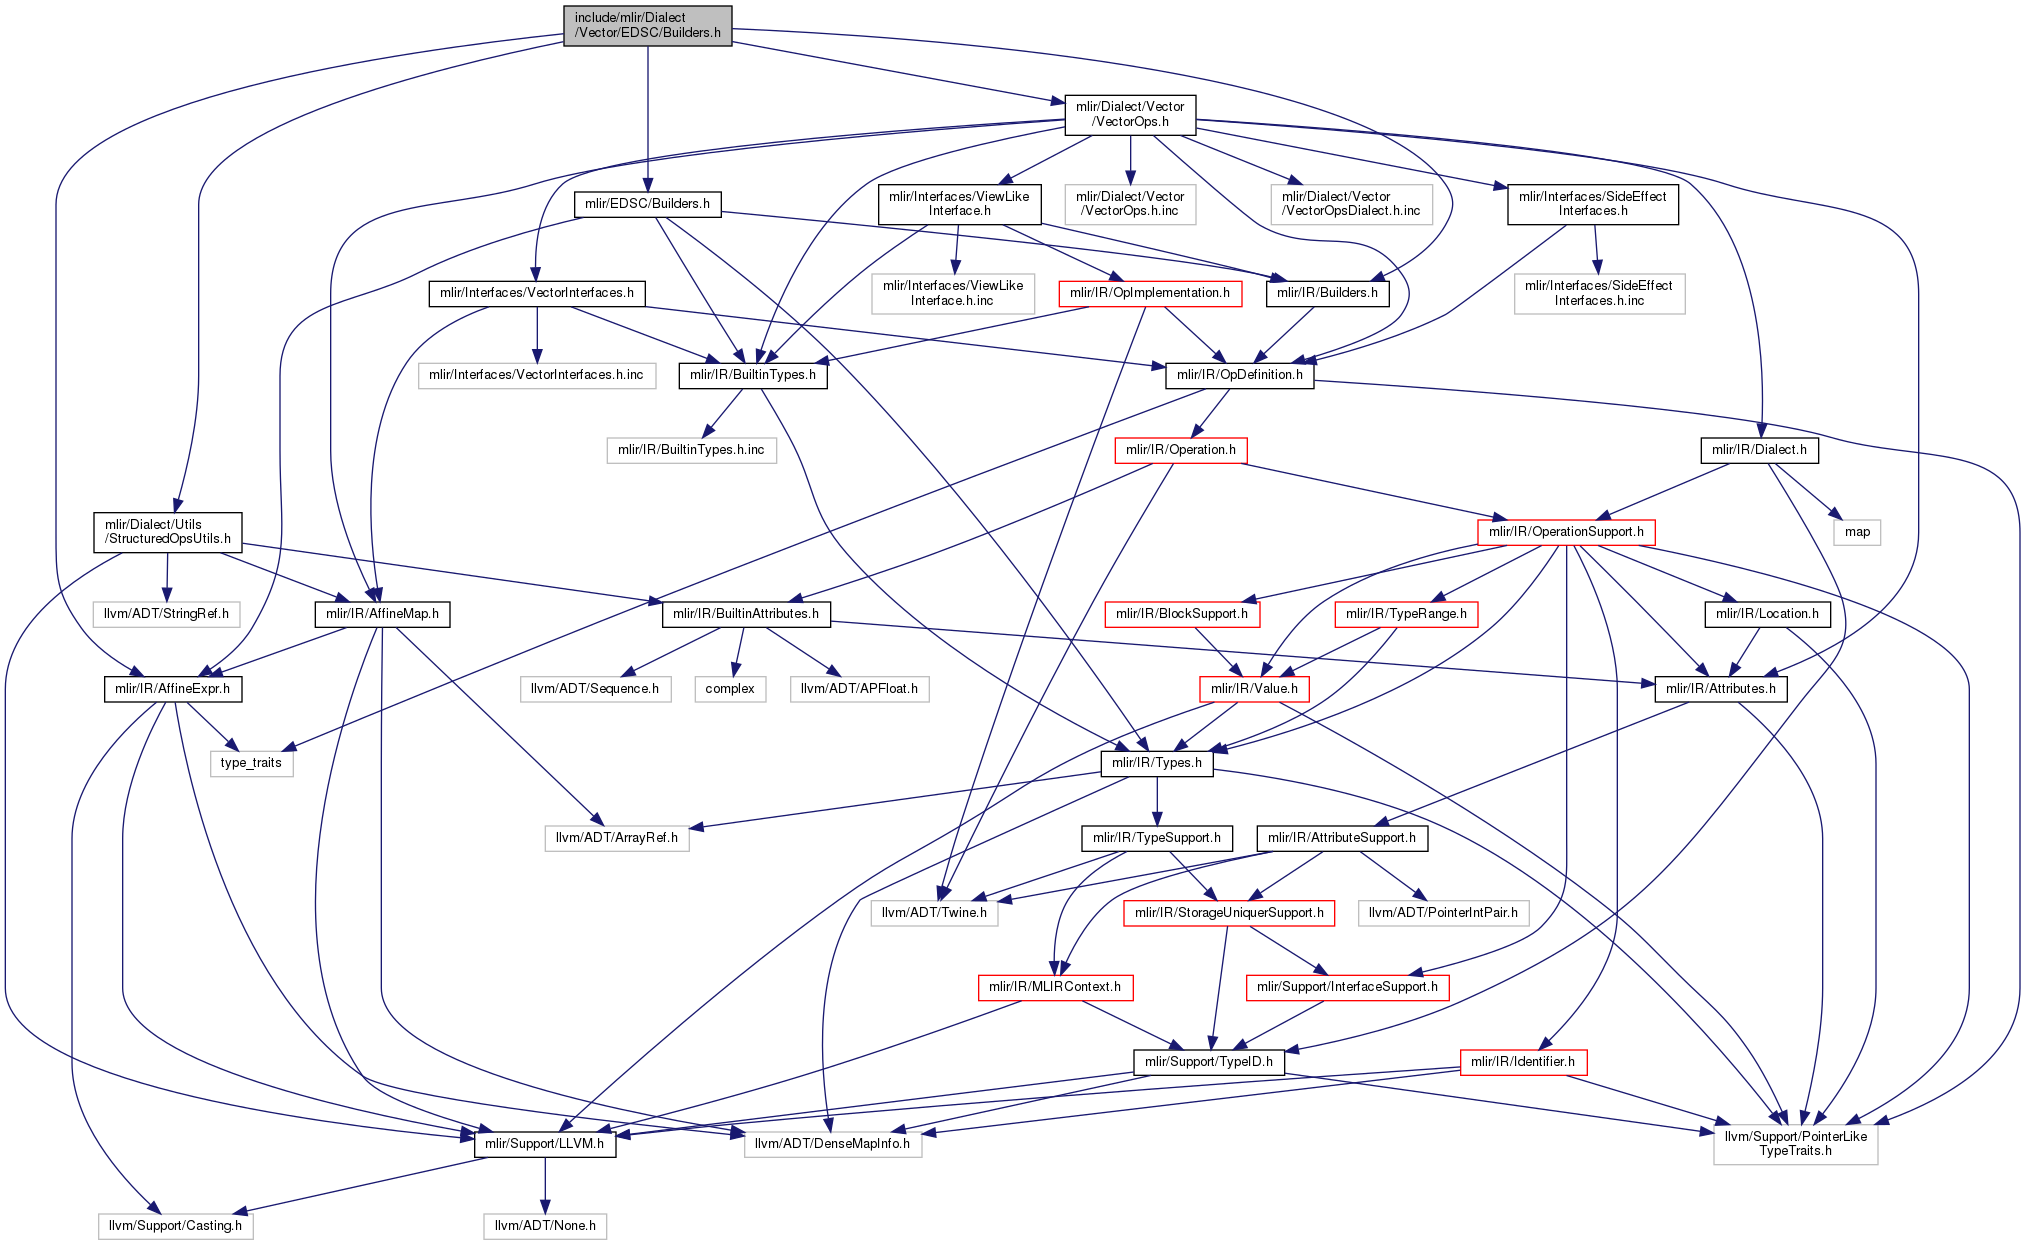 include/mlir/Dialect
/Vector/EDSC/Builders.h
mlir/Dialect/Vector
/VectorOps.h
mlir/EDSC/Builders.h
mlir/Interfaces/ViewLike
Interface.h
mlir/Dialect/Vector
/VectorOps.h.inc
mlir/Dialect/Vector
/VectorOpsDialect.h.inc
mlir/Interfaces/SideEffect
Interfaces.h
mlir/Interfaces/VectorInterfaces.h
mlir/Interfaces/ViewLike
Interface.h.inc
mlir/IR/OpImplementation.h
mlir/IR/Builders.h
mlir/Interfaces/SideEffect
Interfaces.h.inc
mlir/Interfaces/VectorInterfaces.h.inc
mlir/IR/BuiltinTypes.h
mlir/IR/OpDefinition.h
mlir/IR/BuiltinTypes.h.inc
mlir/IR/Operation.h
mlir/IR/Dialect.h
mlir/Dialect/Utils
/StructuredOpsUtils.h
mlir/IR/OperationSupport.h
map
llvm/ADT/StringRef.h
mlir/IR/AffineMap.h
mlir/IR/BuiltinAttributes.h
mlir/IR/BlockSupport.h
mlir/IR/TypeRange.h
mlir/IR/Location.h
mlir/IR/AffineExpr.h
llvm/ADT/Sequence.h
complex
llvm/ADT/APFloat.h
mlir/IR/Value.h
mlir/IR/Attributes.h
type_traits
mlir/IR/Types.h
llvm/ADT/ArrayRef.h
mlir/IR/TypeSupport.h
mlir/IR/AttributeSupport.h
llvm/ADT/Twine.h
mlir/IR/StorageUniquerSupport.h
llvm/ADT/PointerIntPair.h
mlir/IR/MLIRContext.h
mlir/Support/InterfaceSupport.h
mlir/Support/TypeID.h
mlir/IR/Identifier.h
mlir/Support/LLVM.h
llvm/ADT/DenseMapInfo.h
llvm/Support/PointerLike
TypeTraits.h
llvm/Support/Casting.h
llvm/ADT/None.h